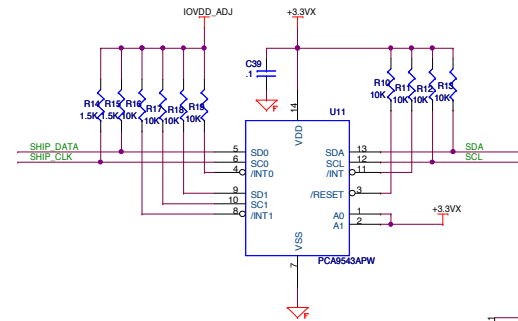 IOVDD_ADJ
+3.3VX
C39
.1
F
R14
1.5K
R15
1.5K
R16
10K
R17
10K
R18
10K
R19
10K
R10
10K
R11
10K
R12
10K
R13
10K
14
U11
VDD
SHIP_DATA
5
SD0
SDA
13
SDA
SHIP_CLK
6
SC0
SCL
12
SCL
4
/INT0
/INT
11
9
SD1
/RESET
3
10
SC1
8
/INT1
A0
1
A1
2
+3.3VX
VSS
7
PCA9543APW
F
1